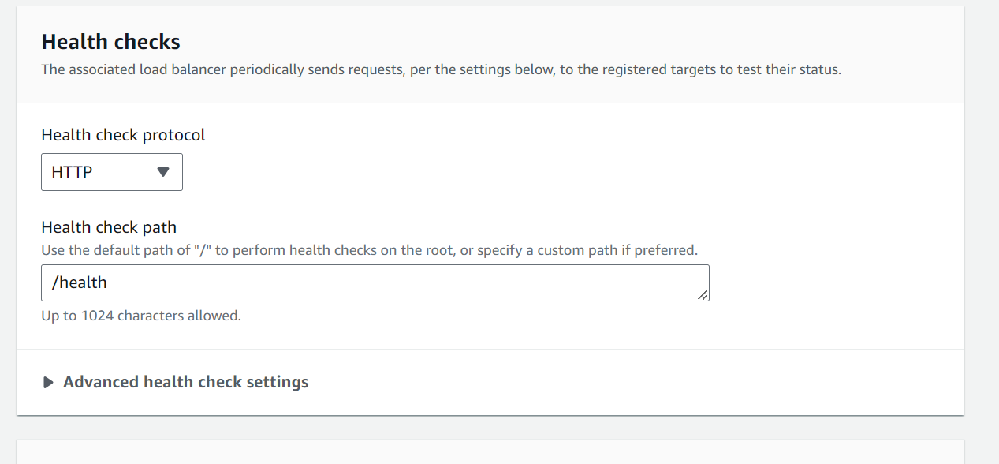 Health checks
The associated load balancer periodically sends requests, per the settings below, to the registered targets to test their status.
Health check protocol
HTTP
Health check path
Use the default path of "/" to perform health checks on the root, or specify a custom path if preferred.
/health
Up to 1024 characters allowed.
Advanced health check settings